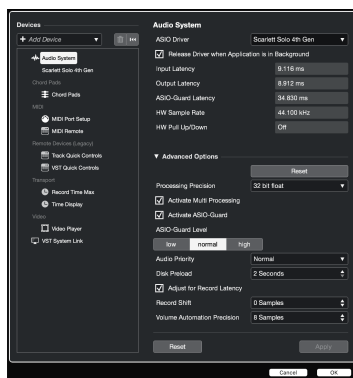 Devices
+ Add Device
Audio System
Scarlett Solo 4th Gen
Chord Pads
Chord Pads
MIDI
MIDI Port Setup
MIDI Remote
Remote Devices (Legacy)
Track Quick Controls
VST Quick Controls
Transport
Record Time Max
Time Display
Video
Video Player
VST System Link
Audio System
ASIO Driver Scarlett Solo 4th Gen
Release Driver when Application is in Background
Input Latency 9.116 ms
Output Latency 8.912 ms
ASIO-Guard Latency 34.830 ms
HW Sample Rate 44.100 kHz
HW Pull Up/Down Off
Advanced Options
Reset
Processing Precision 32 bit float
Activate Multi Processing
Activate ASIO-Guard
ASIO-Guard Level
low normal high
Audio Priority Normal
Disk Preload 2 Seconds
Adjust for Record Latency
Record Shift 0 Samples
Volume Automation Precision 8 Samples
Reset Apply
Cancel OK